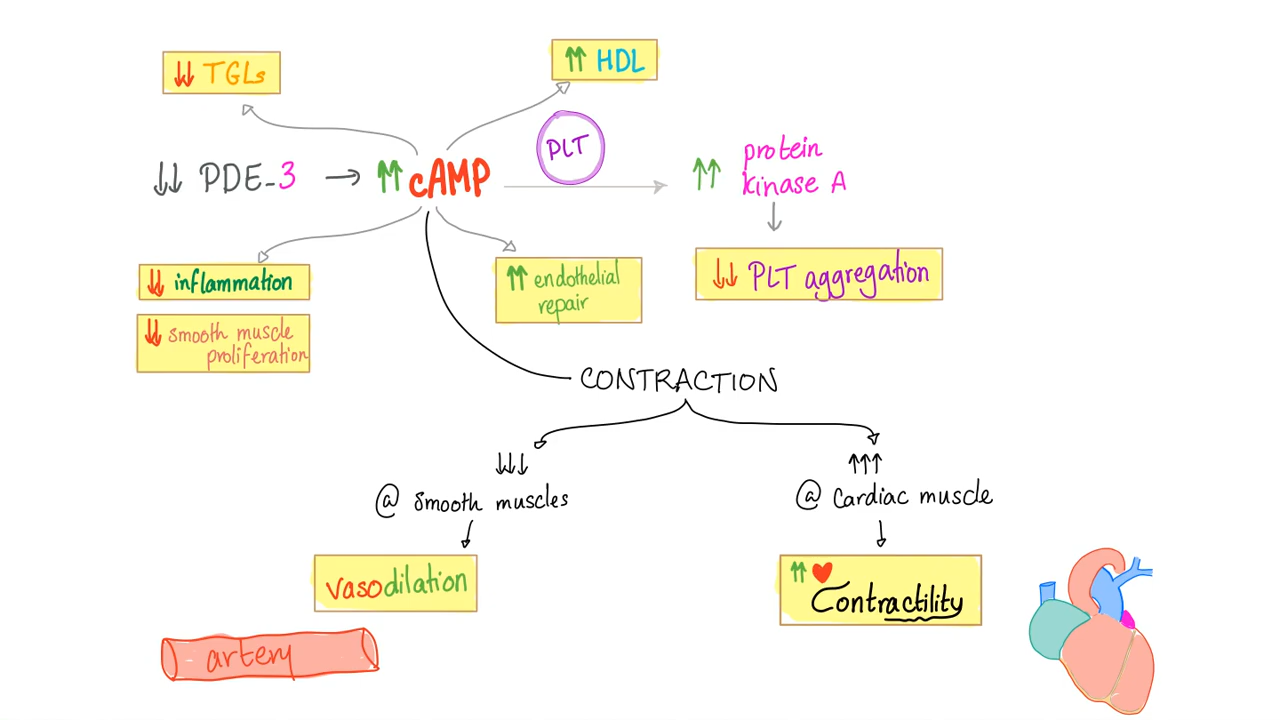 ↓↓ TGLs
↑↑ HDL
PLT
↓↓ PDE-3 → ↑↑ cAMP
↑↑ protein
kinase A
↓↓ inflammation
↑↑ endothelial
repair
↓↓ PLT aggregation
↓↓ smooth muscle
proliferation
CONTRACTION
↓↓↓
@ smooth muscles
↑↑↑
@ Cardiac muscle
vasodilation
↑↑ ❤
Contractility
artery